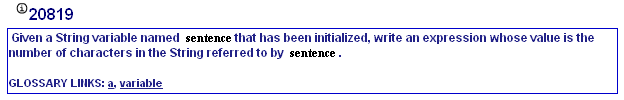 20819
Given a String variable named sentence that has been initialized, write an expression whose value is the
number of characters in the String referred to by sentence .
GLOSSARY LINKS: a, variable